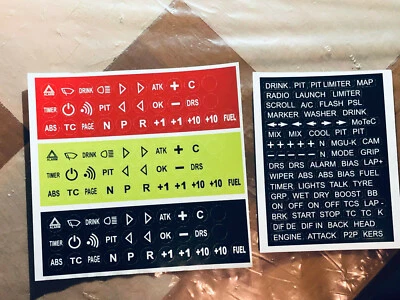 DRINK ATK + C
TIMER PIT OK - DRS
ABS TC PAGE N P R +1 +1 +10 +10 FUEL
DRINK ATK + C
TIMER PIT OK - DRS
ABS TC PAGE N P R +1 +1 +10 +10 FUEL
DRINK ATK + C
TIMER PIT OK - DRS
ABS TC PAGE N P R +1 +1 +10 +10 FUEL
DRINK PIT PIT LIMITER MAP
RADIO LAUNCH LIMITER
SCROLL A/C FLASH PSL
MARKER WASHER DRINK
MoTeC
MIX MIX COOL PIT PIT
+ + + + + N MGU-K CAM
- - - - - N MODE GRIP
DRS DRS ALARM BIAS LAP+
WIPER ABS ABS BIAS FUEL
TIMER LIGHTS TALK TYRE
GRP WET DRY BOOST BB
ON OFF ON OFF TCS LAP-
BRK START STOP TC TC K
DIF DE DIF IN BACK HEAD
ENGINE ATTACK P2P KERS